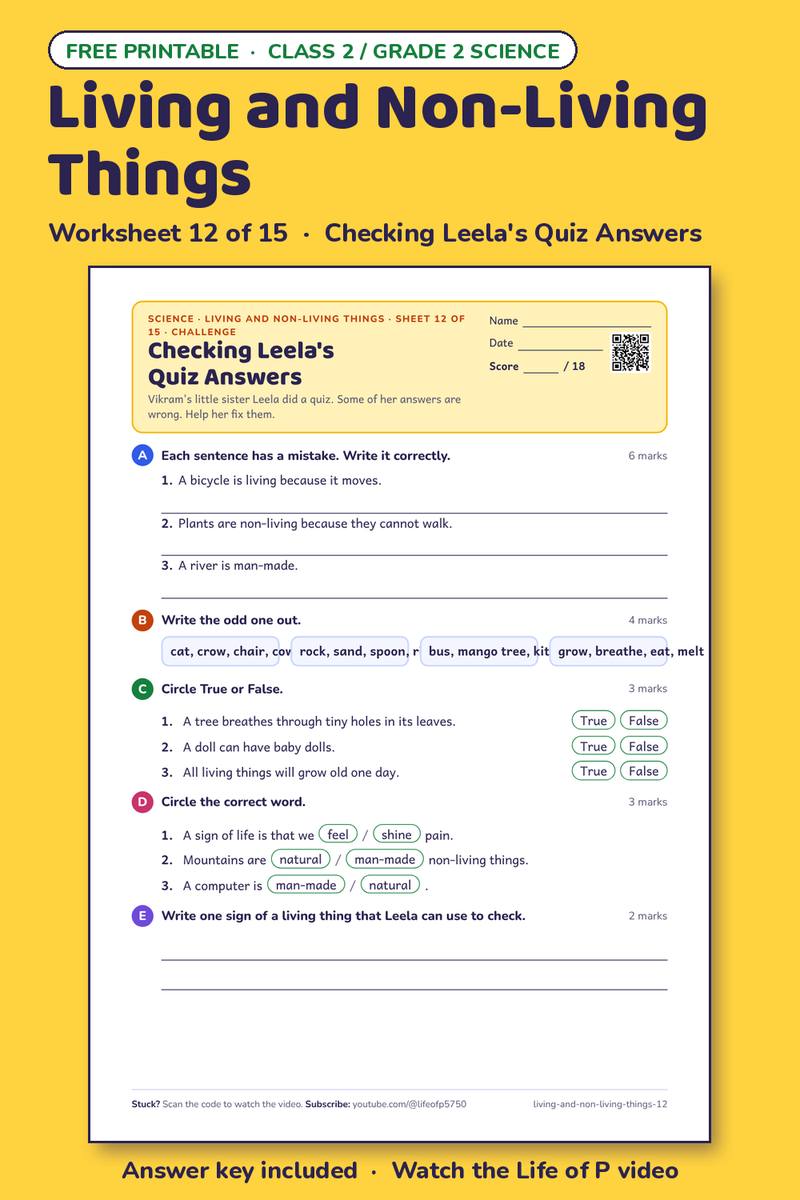 FREE PRINTABLE · CLASS 2 / GRADE 2 SCIENCE
Living and Non-Living
Things
Worksheet 12 of 15 · Checking Leela's Quiz Answers
SCIENCE · LIVING AND NON-LIVING THINGS · SHEET 12 OF
15 · CHALLENGE
Checking Leela's
Quiz Answers
Vikram's little sister Leela did a quiz. Some of her answers are
wrong. Help her fix them.
Name
Date
Score / 18
A Each sentence has a mistake. Write it correctly. 6 marks
1. A bicycle is living because it moves.
2. Plants are non-living because they cannot walk.
3. A river is man-made.
B Write the odd one out. 4 marks
cat, crow, chair, cow rock, sand, spoon, bus, mango tree, grow, breathe, eat, melt
C Circle True or False. 3 marks
1. A tree breathes through tiny holes in its leaves. True False
2. A doll can have baby dolls. True False
3. All living things will grow old one day. True False
D Circle the correct word. 3 marks
1. A sign of life is that we feel / shine pain.
2. Mountains are natural / man-made non-living things.
3. A computer is man-made / natural .
E Write one sign of a living thing that Leela can use to check. 2 marks
Stuck? Scan the code to watch the video. Subscribe: youtube.com/@lifeofp5750 living-and-non-living-things-12
Answer key included · Watch the Life of P video